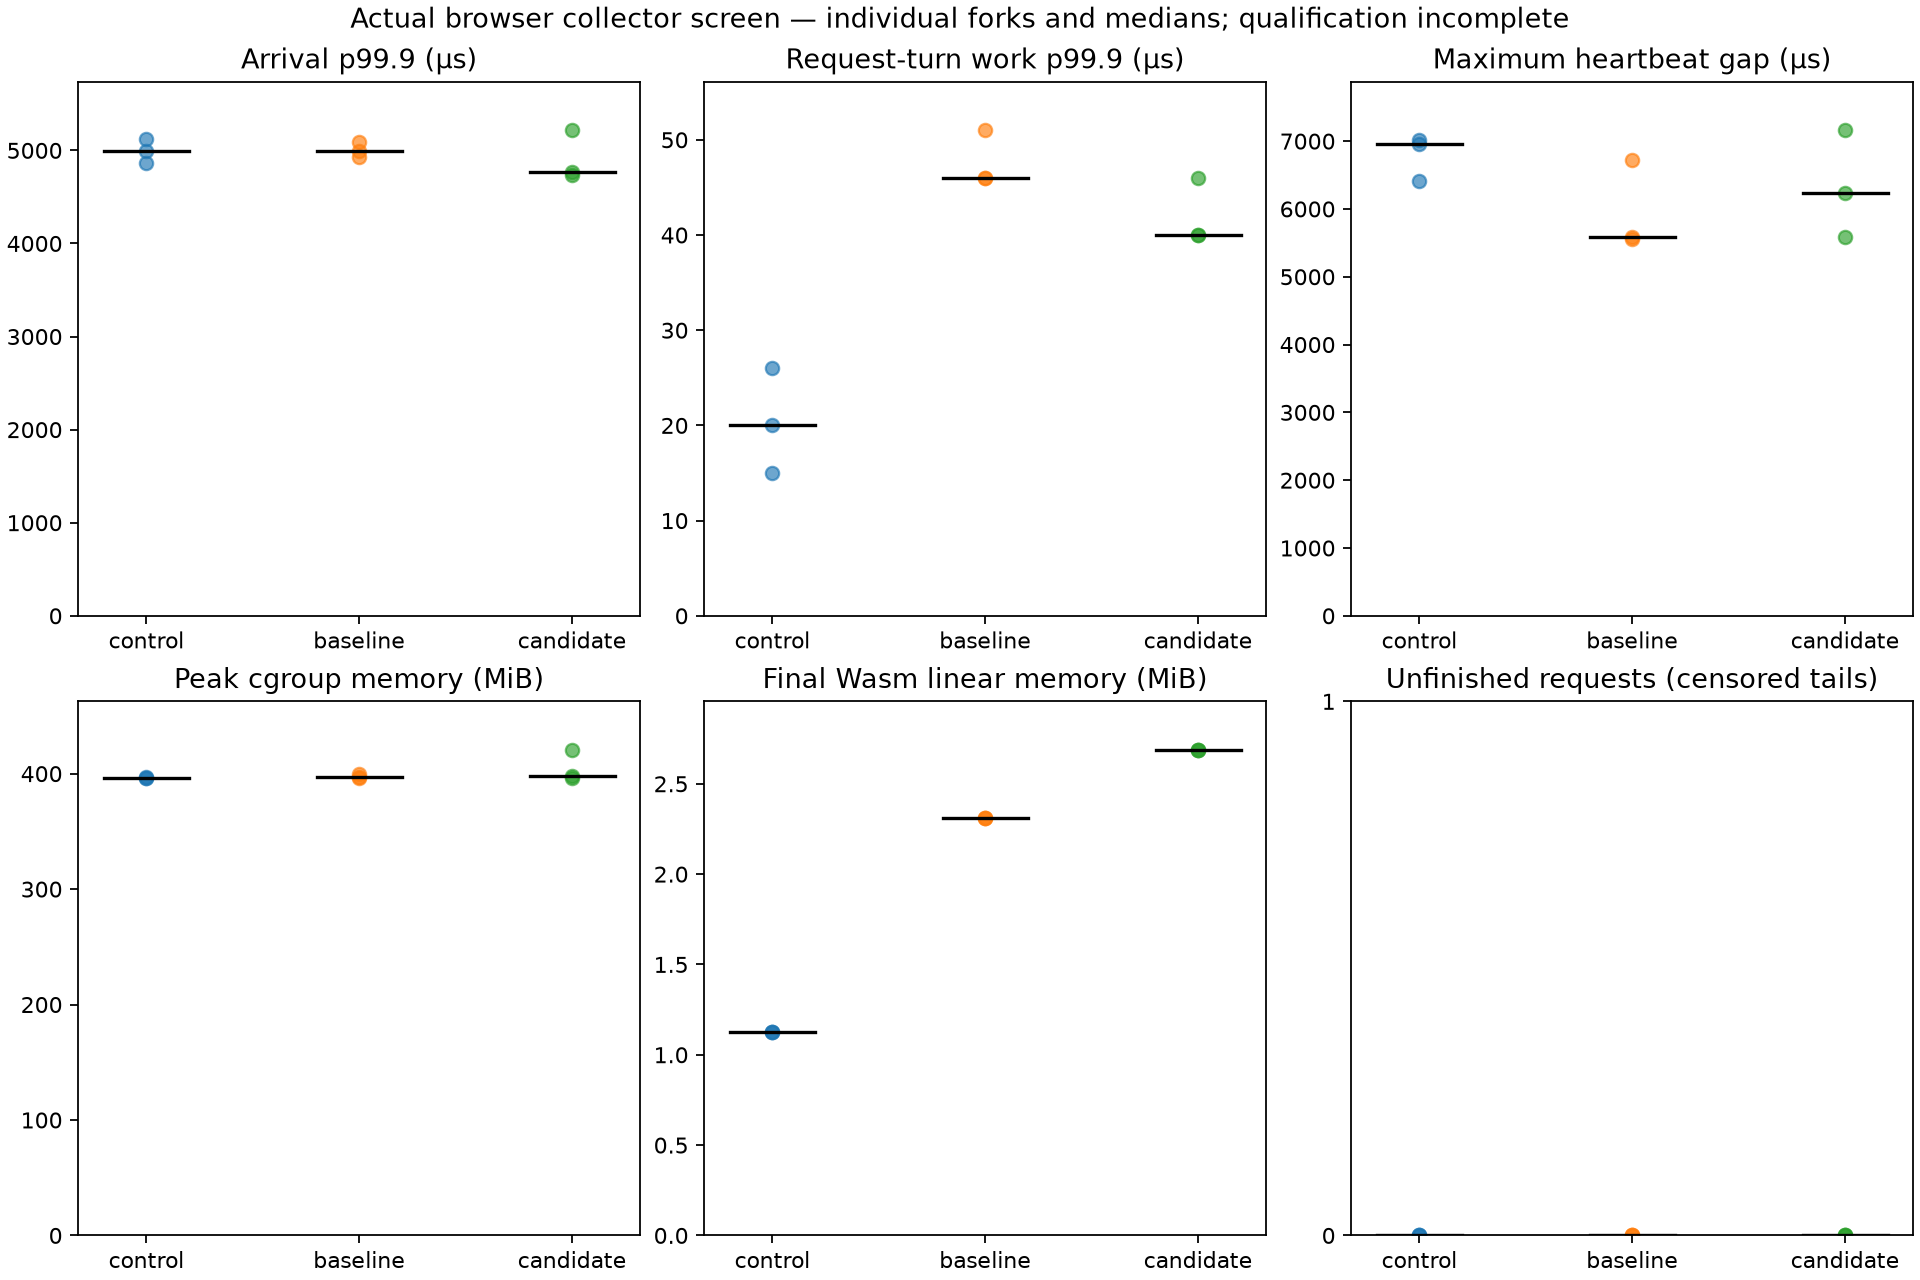 Actual browser collector screen — individual forks and medians; qualification incomplete
Arrival p99.9 (µs)
5000
4000
3000
2000
1000
0
control baseline candidate
Request-turn work p99.9 (µs)
50
40
30
20
10
0
control baseline candidate
Maximum heartbeat gap (µs)
7000
6000
5000
4000
3000
2000
1000
0
control baseline candidate
Peak cgroup memory (MiB)
400
300
200
100
0
control baseline candidate
Final Wasm linear memory (MiB)
2.5
2.0
1.5
1.0
0.5
0.0
control baseline candidate
Unfinished requests (censored tails)
1
0
control baseline candidate